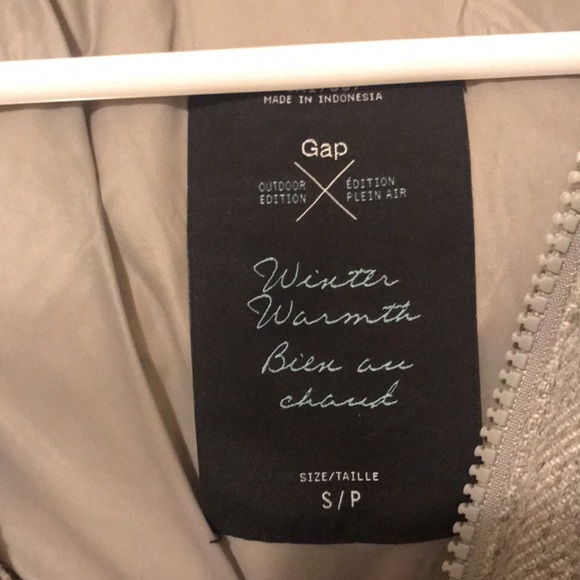 MADE IN INDONESIA
Gap
OUTDOOR EDITION
ÉDITION PLEIN AIR
Winter
Warmth
Bien au
chaud
SIZE/TAILLE
S/P